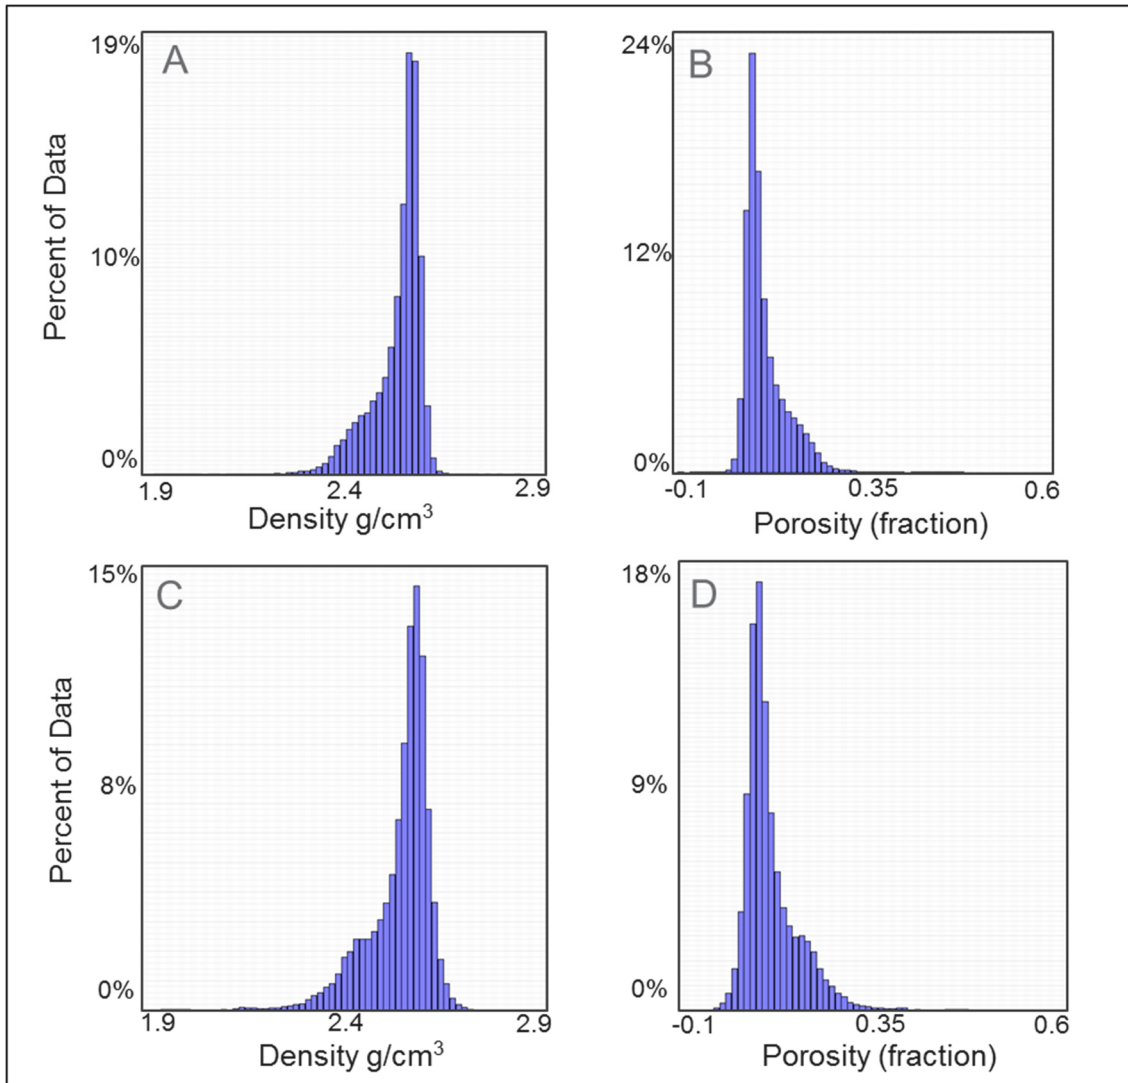 A
19%
10%
0%
Percent of Data
1.9
2.4
2.9
Density g/cm³
B
24%
12%
0%
-0.1
0.35
0.6
Porosity (fraction)
C
15%
8%
0%
Percent of Data
1.9
2.4
2.9
Density g/cm³
D
18%
9%
0%
-0.1
0.35
0.6
Porosity (fraction)